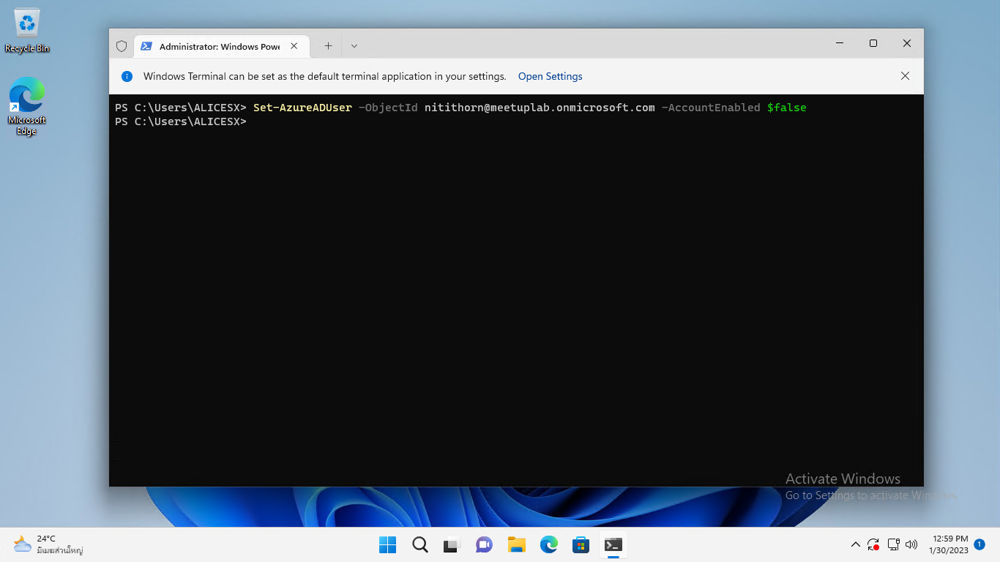 Recycle Bin
Microsoft
Edge
Administrator: Windows Powe
Windows Terminal can be set as the default terminal application in your settings. Open Settings
PS C:\Users\ALICESX> Set-AzureADUser -ObjectId nitithorn@meetuplab.onmicrosoft.com -AccountEnabled $false
PS C:\Users\ALICESX>
Activate Windows
Go to Settings to activate Windows
24°C
มีเมฆส่วนใหญ่
12:59 PM
1/30/2023
1